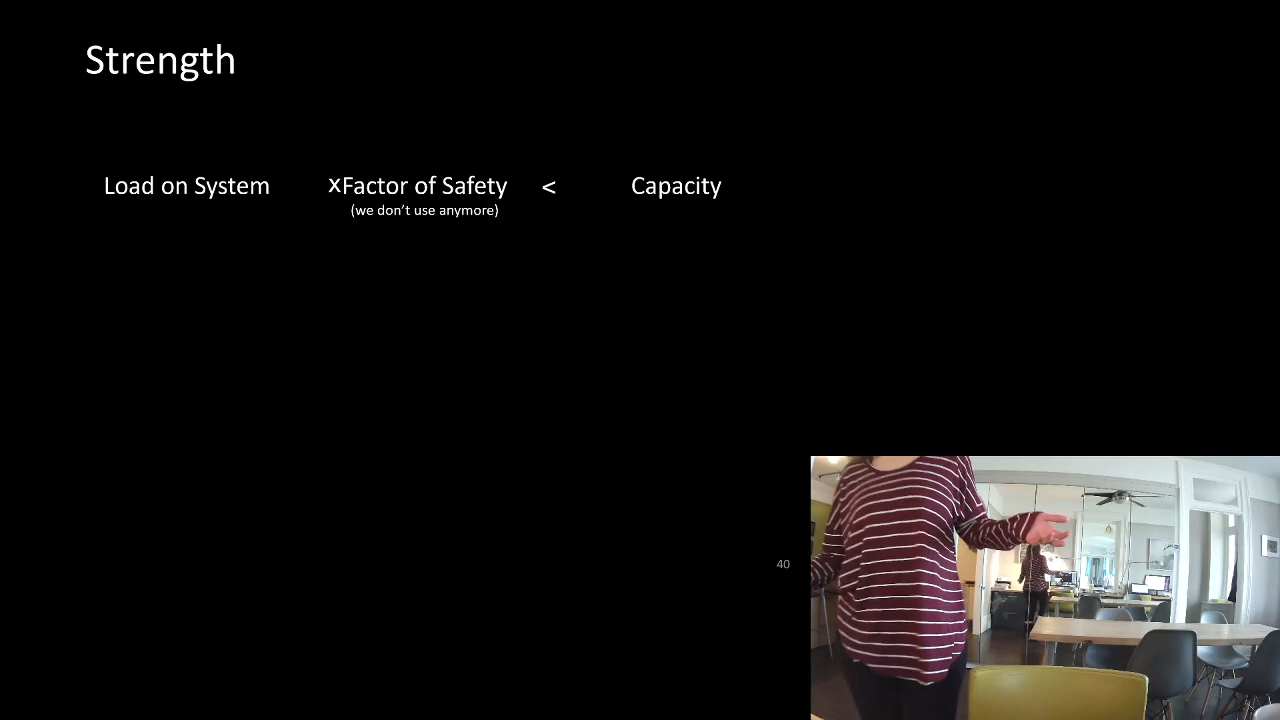 Strength
Load on System xFactor of Safety < Capacity
(we don't use anymore)
40